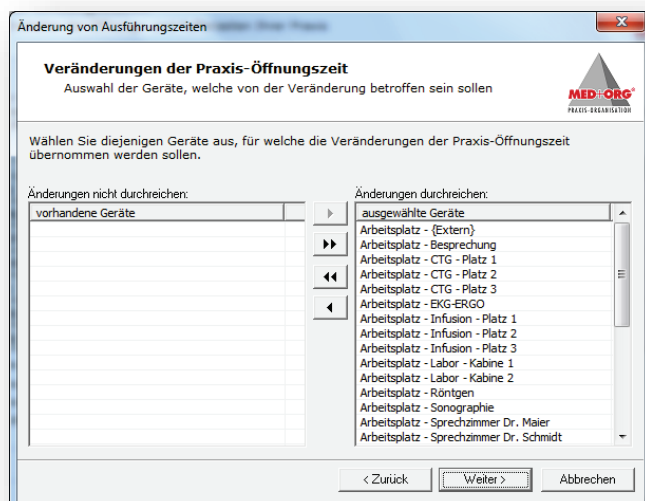 Änderung von Ausführungszeiten
Ihrer Praxis
Veränderungen der Praxis-Öffnungszeit
Auswahl der Geräte, welche von der Veränderung betroffen sein sollen
MED+ORG®
PRAXIS-ORGANISATION
Wählen Sie diejenigen Geräte aus, für welche die Veränderungen der Praxis-Öffnungszeit
übernommen werden sollen.
Änderungen nicht durchreichen:
vorhandene Geräte
Änderungen durchreichen:
ausgewählte Geräte
Arbeitsplatz - {Extern}
Arbeitsplatz - Besprechung
Arbeitsplatz - CTG - Platz 1
Arbeitsplatz - CTG - Platz 2
Arbeitsplatz - CTG - Platz 3
Arbeitsplatz - EKG-ERGO
Arbeitsplatz - Infusion - Platz 1
Arbeitsplatz - Infusion - Platz 2
Arbeitsplatz - Infusion - Platz 3
Arbeitsplatz - Labor - Kabine 1
Arbeitsplatz - Labor - Kabine 2
Arbeitsplatz - Röntgen
Arbeitsplatz - Sonographie
Arbeitsplatz - Sprechzimmer Dr. Maier
Arbeitsplatz - Sprechzimmer Dr. Schmidt
< Zurück
Weiter >
Abbrechen